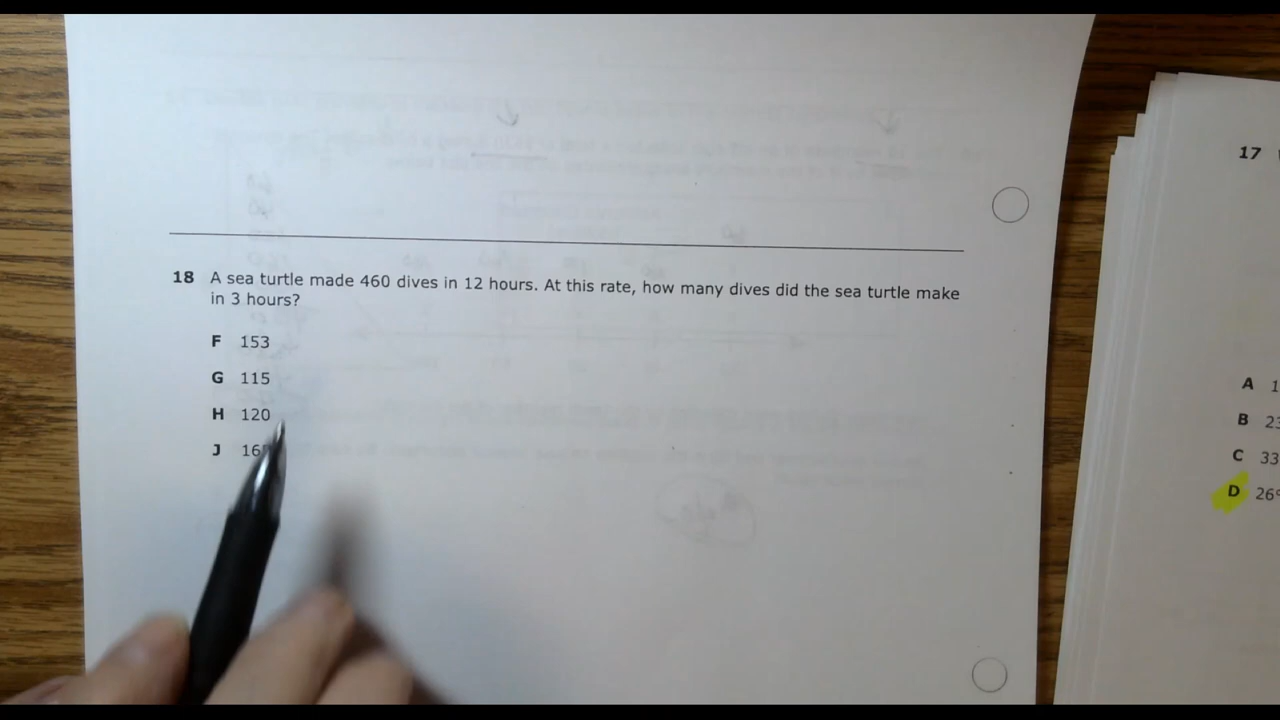 18 A sea turtle made 460 dives in 12 hours. At this rate, how many dives did the sea turtle make
in 3 hours?
F 153
G 115
H 120
J
17
A
B
C 33
D